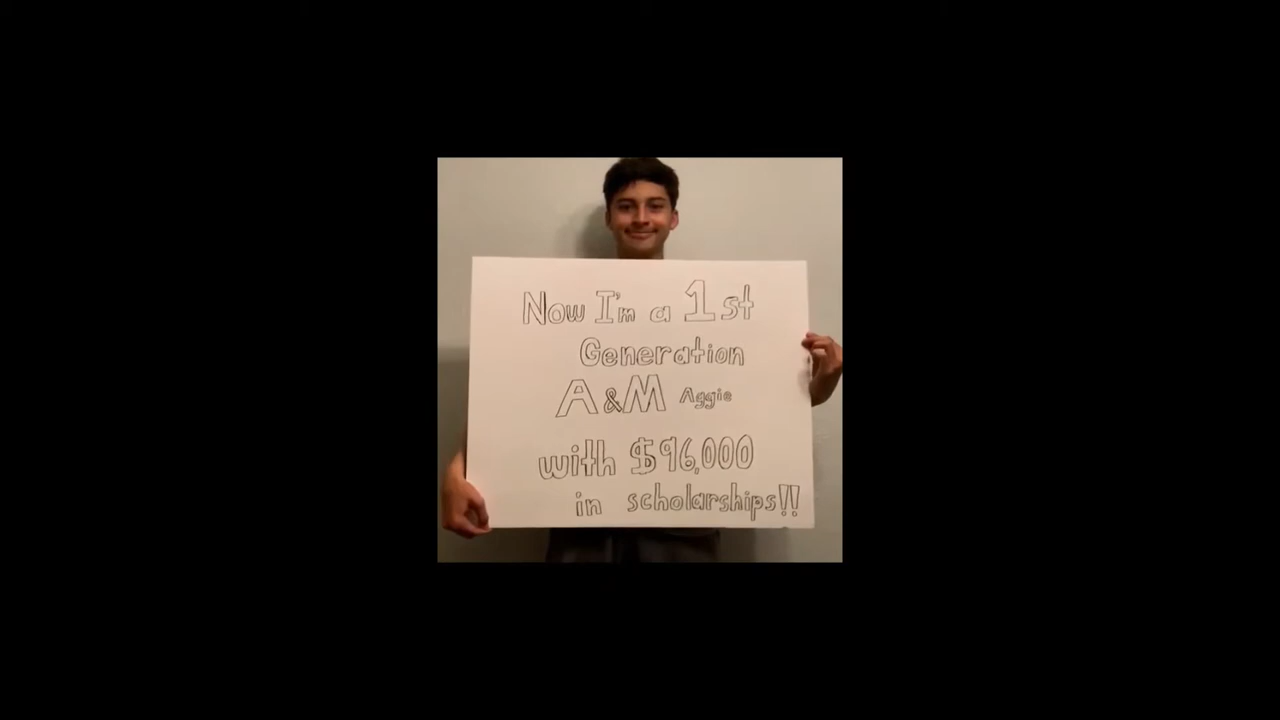 Now I'm a 1st
Generation
A&M Aggie
with $96,000
in scholarships!!